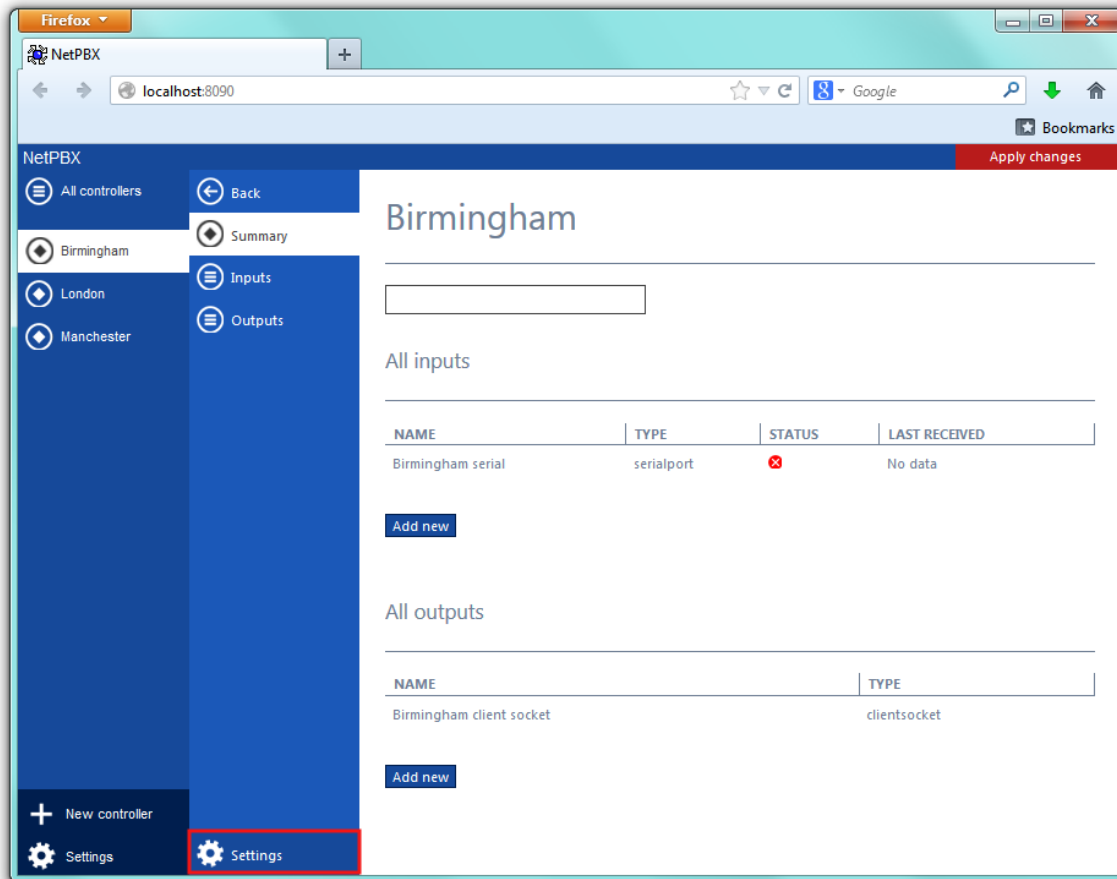 Firefox
NetPBX
localhost:8090
Google
Bookmarks
NetPBX
Apply changes
All controllers
Birmingham
London
Manchester
New controller
Settings
Back
Summary
Inputs
Outputs
Settings
Birmingham
All inputs
NAME TYPE STATUS LAST RECEIVED
Birmingham serial serialport No data
Add new
All outputs
NAME TYPE
Birmingham client socket clientsocket
Add new